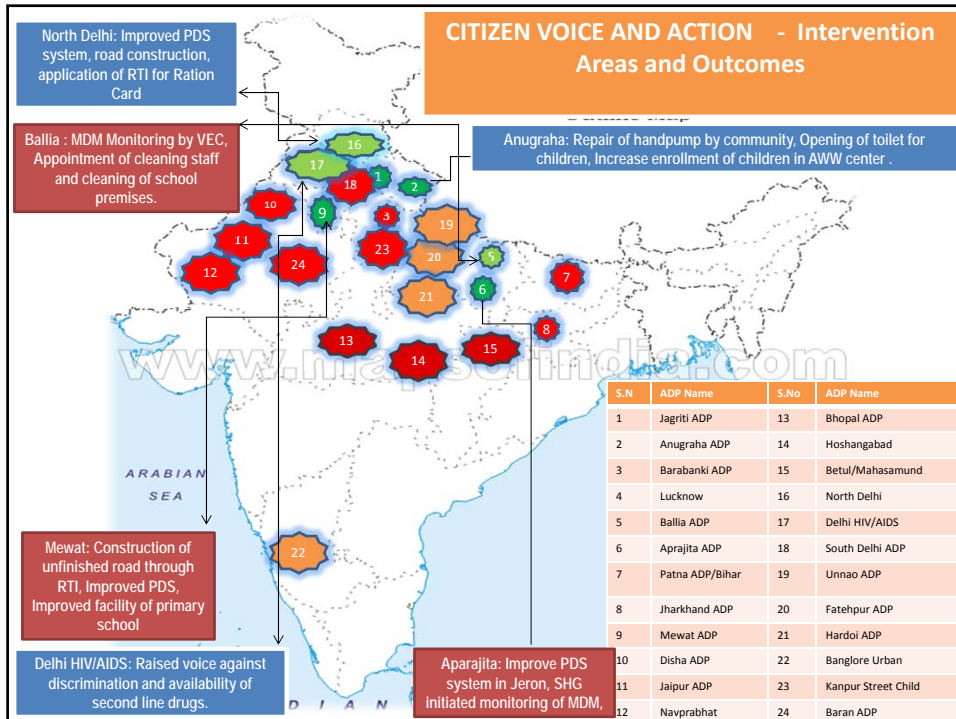 CITIZEN VOICE AND ACTION - Intervention
Areas and Outcomes
North Delhi: Improved PDS
system, road construction,
application of RTI for Ration
Card
Ballia : MDM Monitoring by VEC,
Appointment of cleaning staff
and cleaning of school
premises.
Anugraha: Repair of handpump by community, Opening of toilet for
children, Increase enrollment of children in AWW center .
16
17
18
1
2
10
9
3
19
11
23
20
5
12
24
7
6
21
8
13
14
15
22
www.mapsofindia.com
ARABIAN
SEA
Mewat: Construction of
unfinished road through
RTI, Improved PDS,
Improved facility of primary
school
Delhi HIV/AIDS: Raised voice against
discrimination and availability of
second line drugs.
Aparajita: Improve PDS
system in Jeron, SHG
initiated monitoring of MDM,
S.N ADP Name S.No ADP Name
1 Jagriti ADP 13 Bhopal ADP
2 Anugraha ADP 14 Hoshangabad
3 Barabanki ADP 15 Betul/Mahasamund
4 Lucknow 16 North Delhi
5 Ballia ADP 17 Delhi HIV/AIDS
6 Aprajita ADP 18 South Delhi ADP
7 Patna ADP/Bihar 19 Unnao ADP
8 Jharkhand ADP 20 Fatehpur ADP
9 Mewat ADP 21 Hardoi ADP
10 Disha ADP 22 Banglore Urban
11 Jaipur ADP 23 Kanpur Street Child
12 Navprabhat 24 Baran ADP